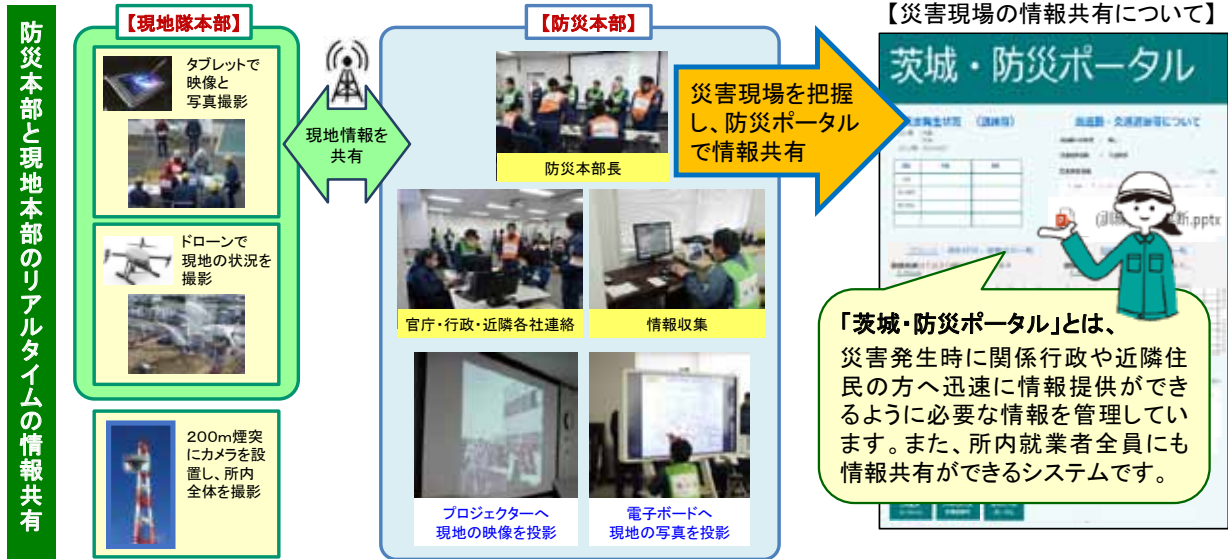 防災本部と現地本部のリアルタイムの情報共有
【現地隊本部】
タブレットで
映像と
写真撮影
ドローンで
現地の状況を
撮影
200m煙突
にカメラを設
置し、所内
全体を撮影
現地情報を
共有
【防災本部】
防災本部長
官庁・行政・近隣各社連絡
情報収集
プロジェクターへ
現地の映像を投影
電子ボードへ
現地の写真を投影
災害現場を把握
し、防災ポータル
で情報共有
【災害現場の情報共有について】
茨城・防災ポータル
「茨城・防災ポータル」とは、
災害発生時に関係行政や近隣住
民の方へ迅速に情報提供ができ
るように必要な情報を管理してい
ます。また、所内就業者全員にも
情報共有ができるシステムです。